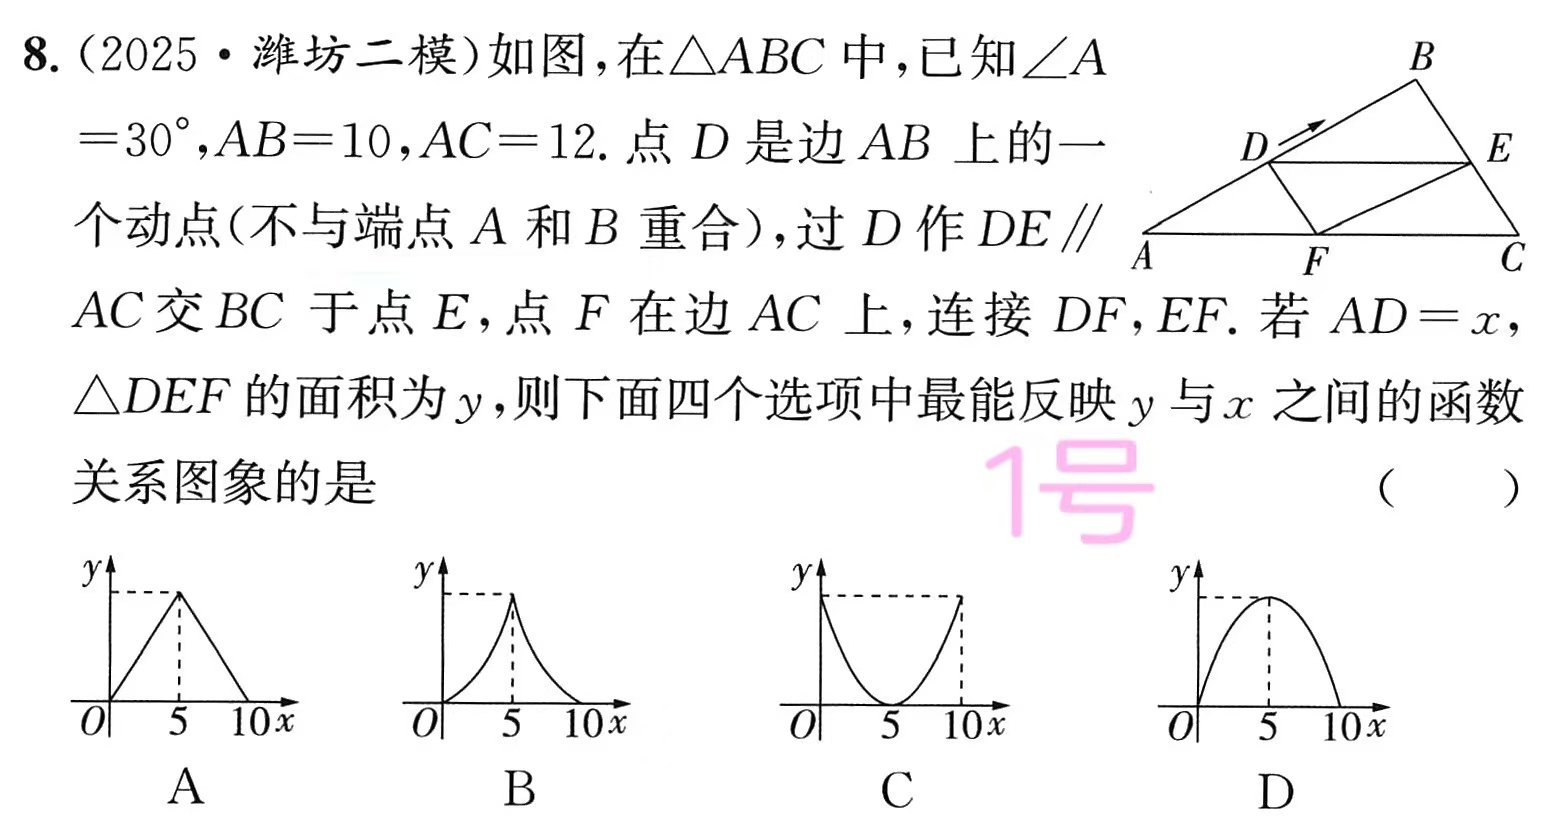 8.(2025·潍坊二模)如图,在△ABC中,已知∠A
=30°,AB=10,AC=12.点D是边AB上的一
个动点(不与端点A和B重合),过D作DE∥
AC交BC于点E,点F在边AC上,连接DF,EF.若AD=x,
△DEF的面积为y,则下面四个选项中最能反映y与x之间的函数
关系图象的是 ( )
B
D
E
A
F
C
1号
y
O 5 10 x
A
y
O 5 10 x
B
y
O 5 10 x
C
y
O 5 10 x
D